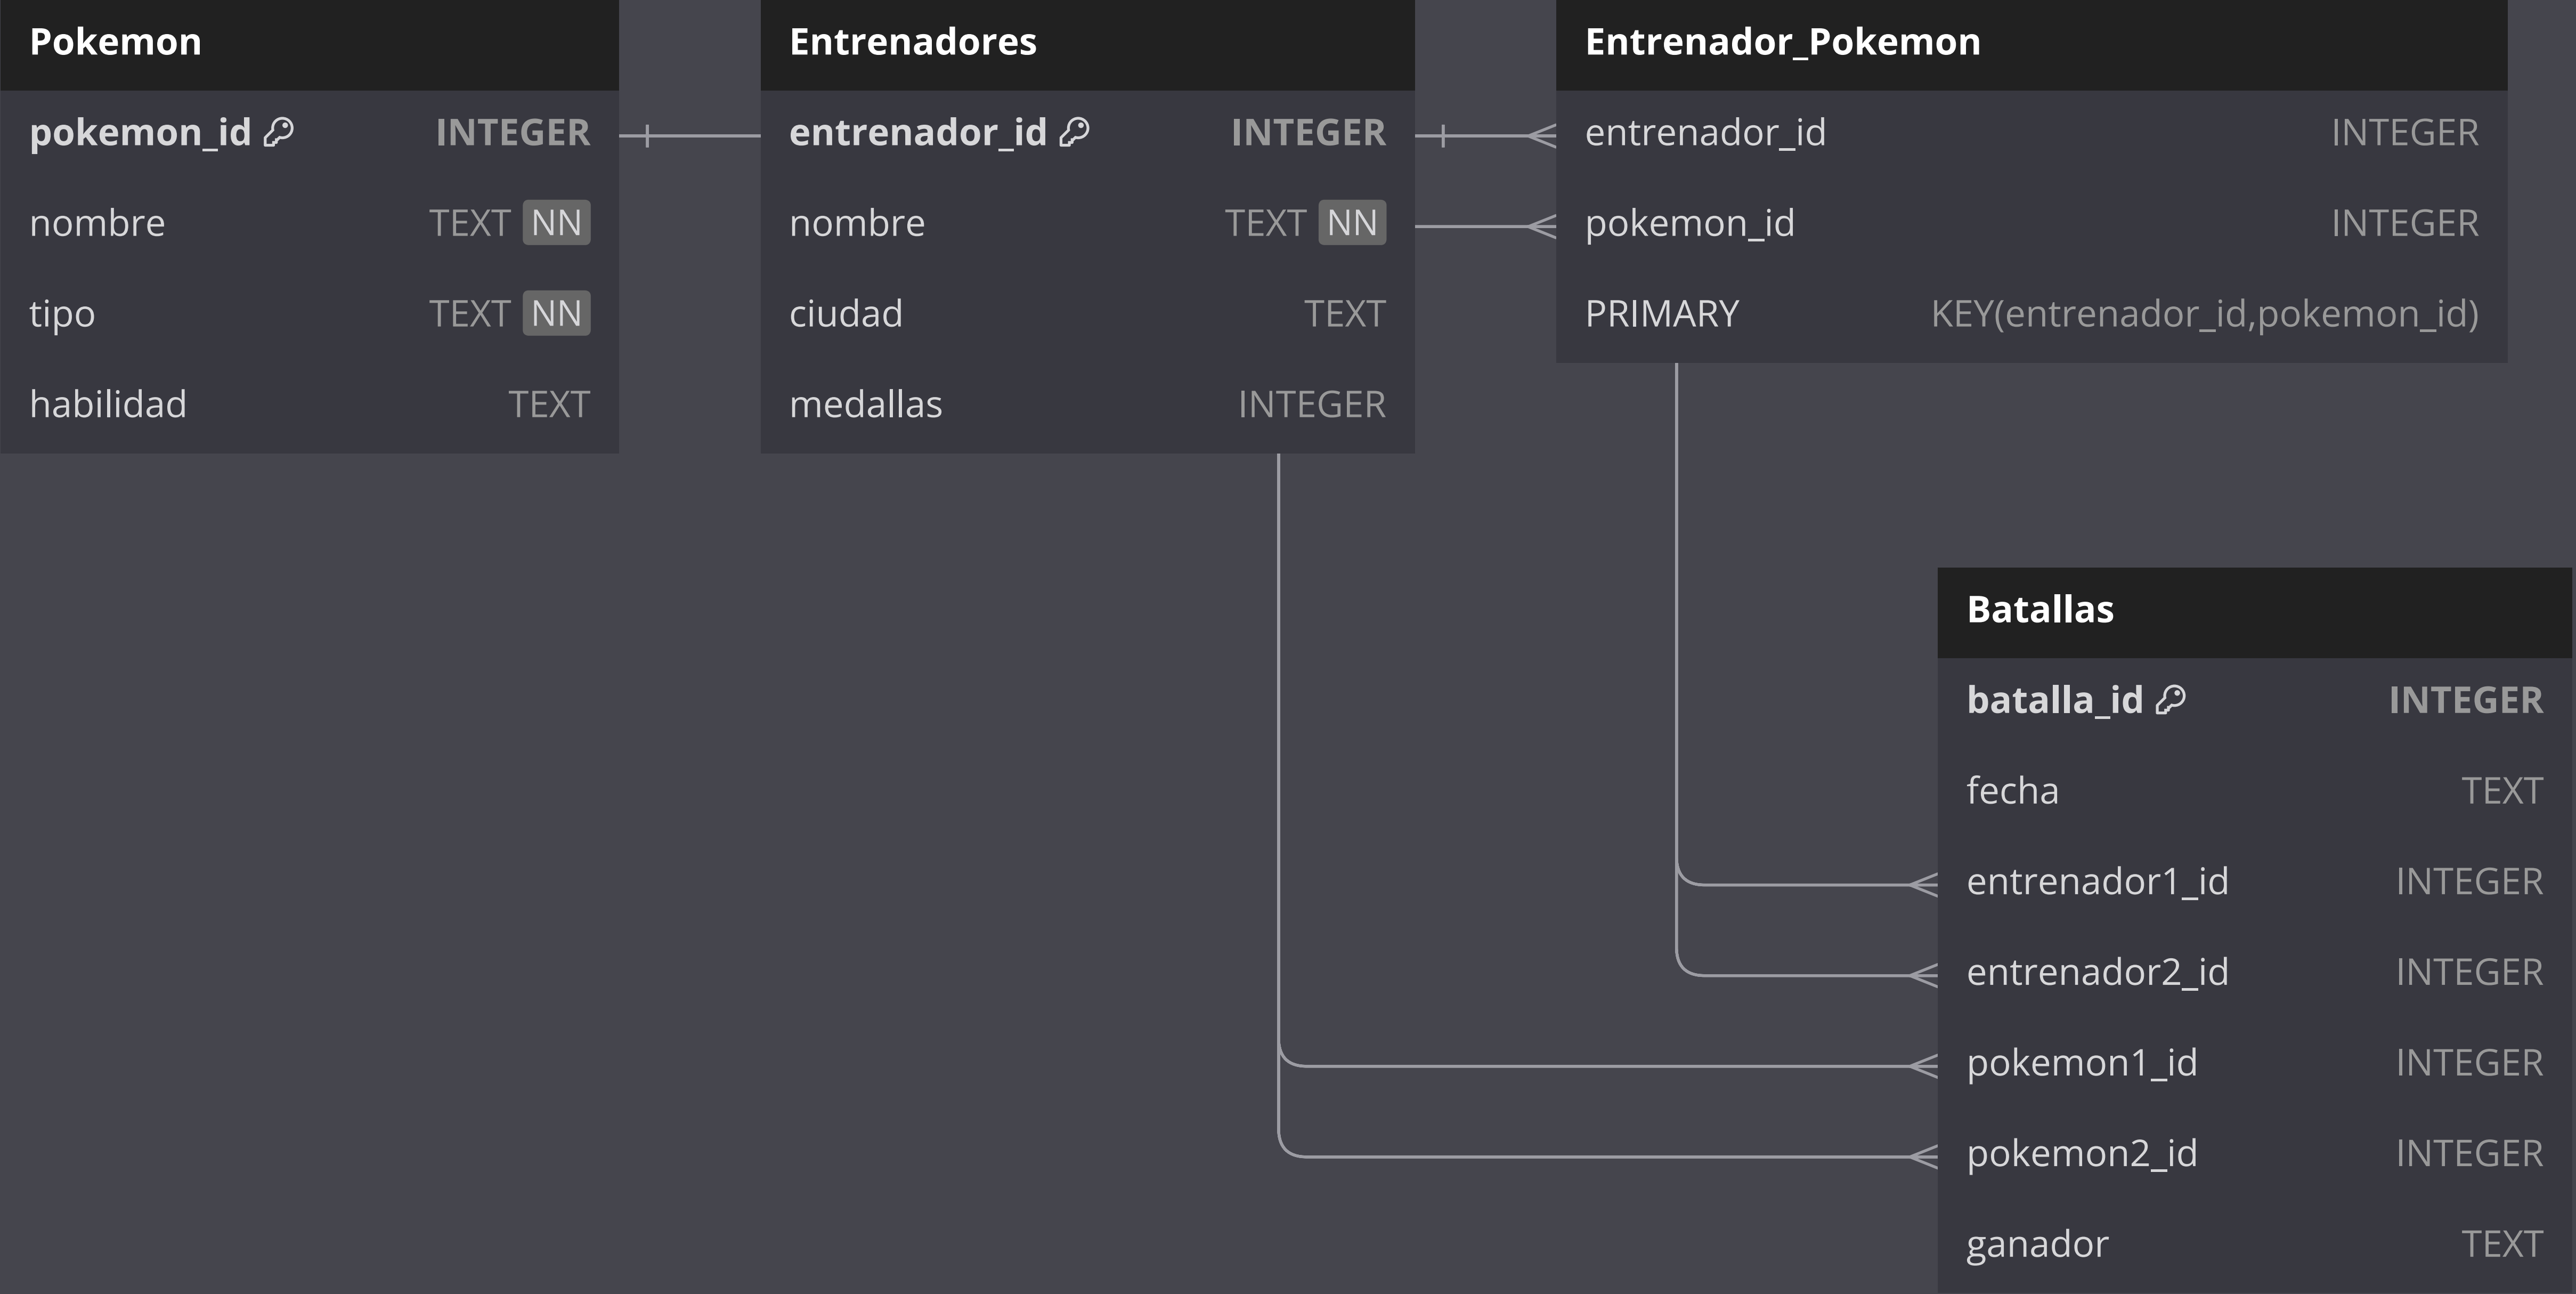 Pokemon
pokemon_id INTEGER
nombre TEXT NN
tipo TEXT NN
habilidad TEXT
Entrenadores
entrenador_id INTEGER
nombre TEXT NN
ciudad TEXT
medallas INTEGER
Entrenador_Pokemon
entrenador_id INTEGER
pokemon_id INTEGER
PRIMARY KEY(entrenador_id,pokemon_id)
Batallas
batalla_id INTEGER
fecha TEXT
entrenador1_id INTEGER
entrenador2_id INTEGER
pokemon1_id INTEGER
pokemon2_id INTEGER
ganador TEXT